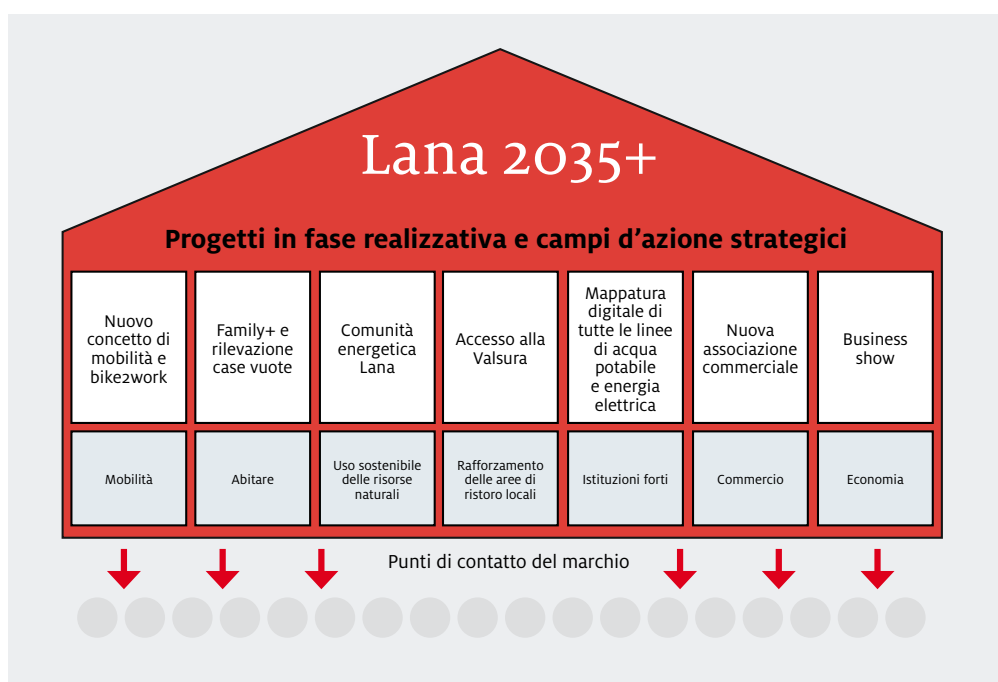 Lana 2035+
Progetti in fase realizzativa e campi d'azione strategici
Nuovo
concetto di
mobilità e
bike2work
Family+ e
rilevazione
case vuote
Comunità
energetica
Lana
Accesso alla
Valsura
Mappatura
digitale di
tutte le linee
di acqua
potabile
e energia
elettrica
Nuova
associazione
commerciale
Business
show
Mobilità
Abitare
Uso sostenibile
delle risorse
naturali
Rafforzamento
delle aree di
ristoro locali
Istituzioni forti
Commercio
Economia
Punti di contatto del marchio